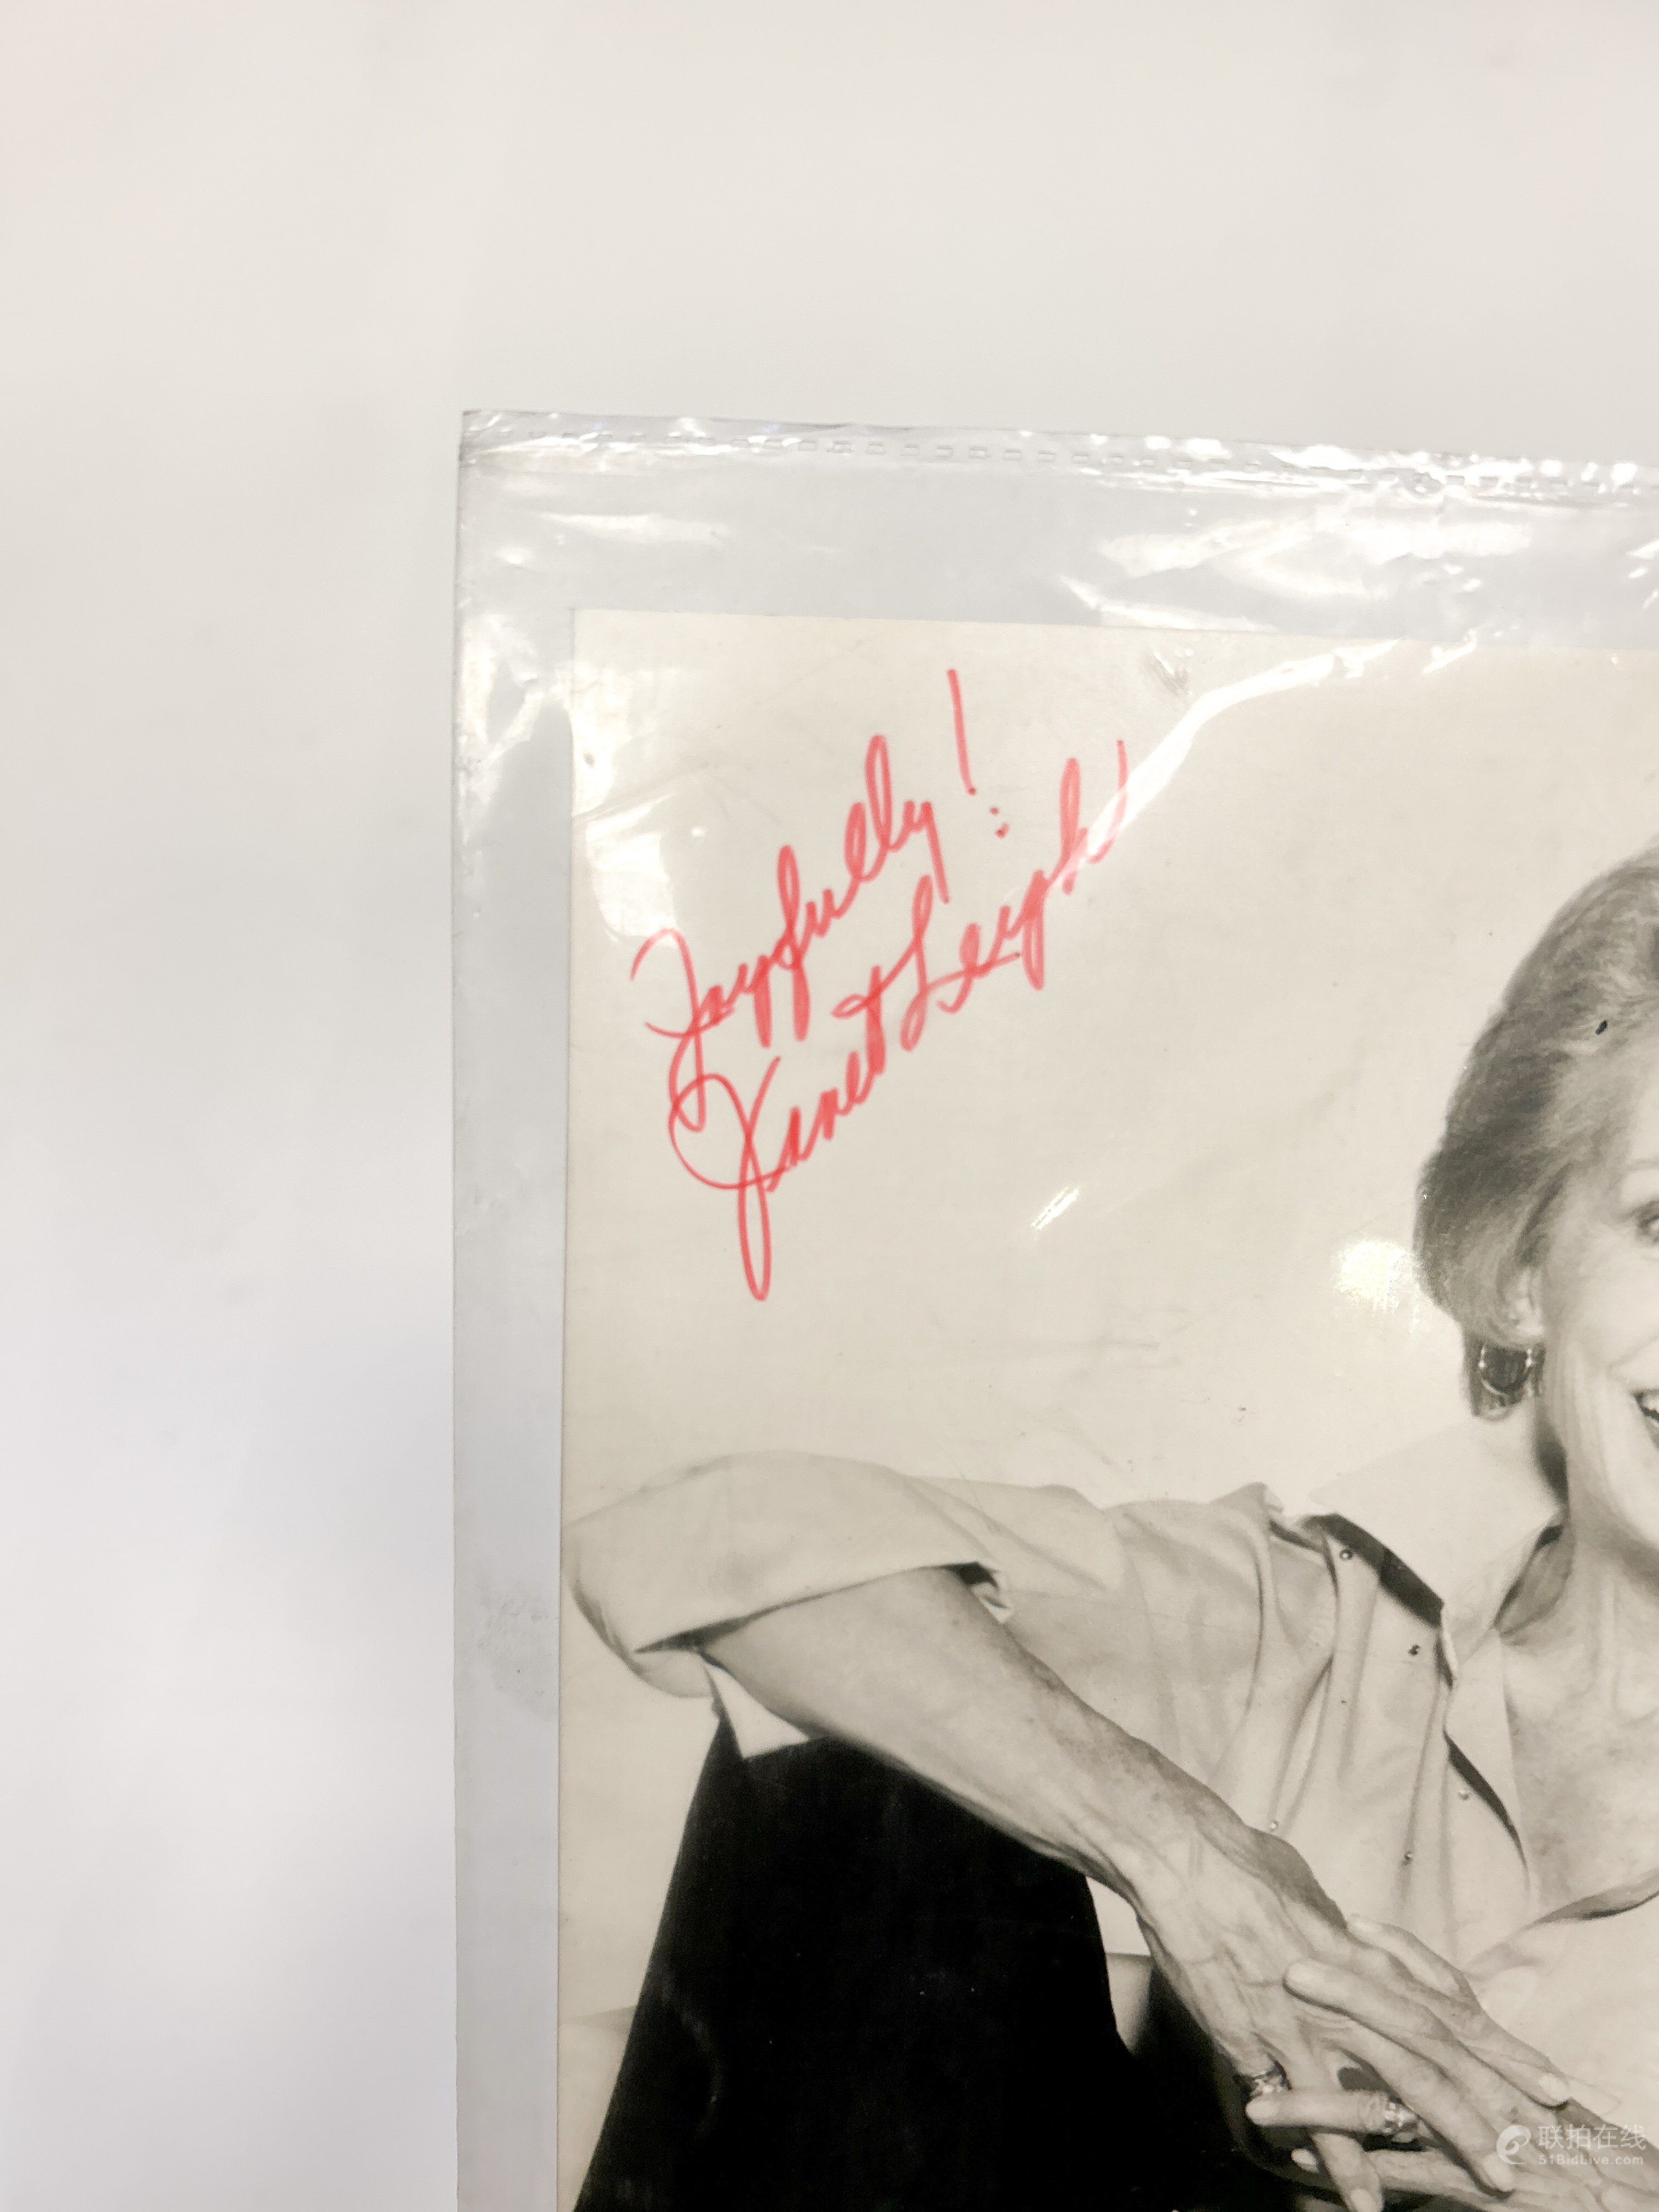 Joyfully!
Janet Leigh
联拍在线
51BidLive.com